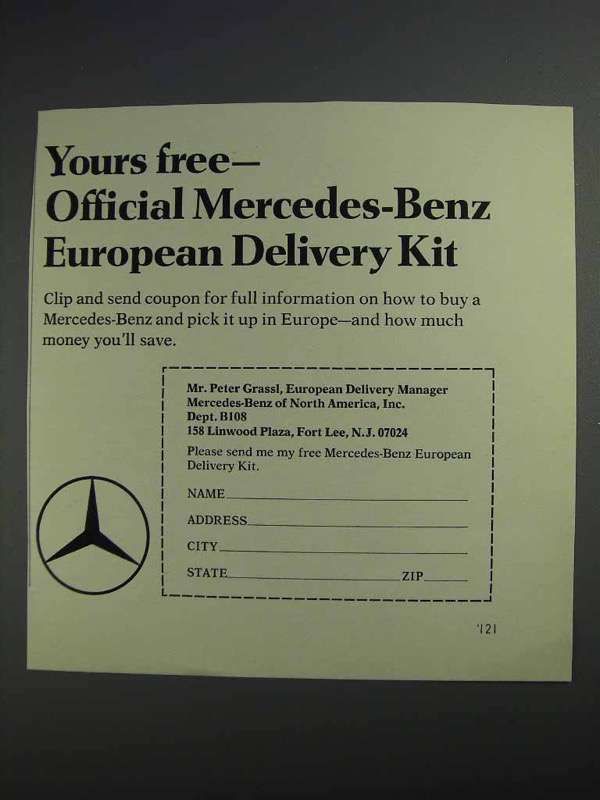 Yours free—
Official Mercedes-Benz
European Delivery Kit
Clip and send coupon for full information on how to buy a
Mercedes-Benz and pick it up in Europe—and how much
money you'll save.
Mr. Peter Grassl, European Delivery Manager
Mercedes-Benz of North America, Inc.
Dept. B108
158 Linwood Plaza, Fort Lee, N.J. 07024
Please send me my free Mercedes-Benz European
Delivery Kit.
NAME
ADDRESS
CITY
STATE ZIP
'121